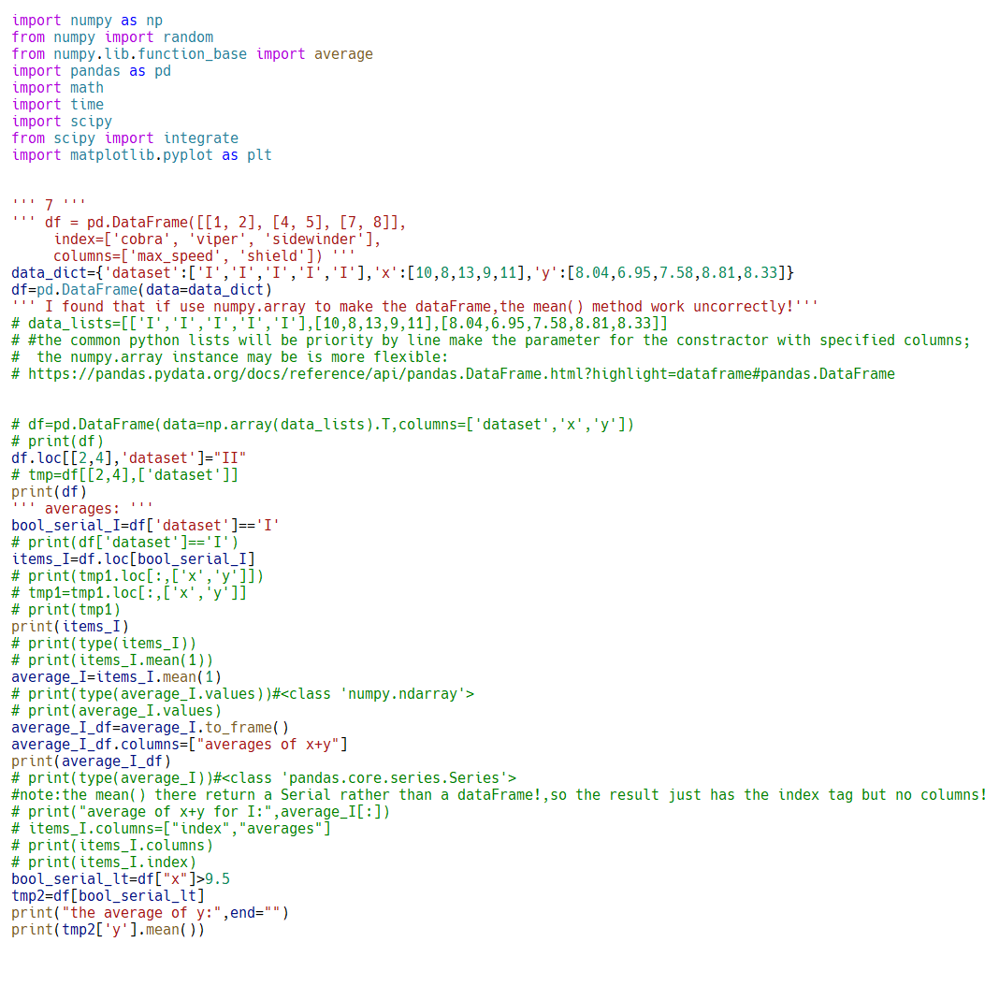 import numpy as np
from numpy import random
from numpy.lib.function_base import average
import pandas as pd
import math
import time
import scipy
from scipy import integrate
import matplotlib.pyplot as plt
''' 7 '''
''' df = pd.DataFrame([[1, 2], [4, 5], [7, 8]],
     index=['cobra', 'viper', 'sidewinder'],
     columns=['max_speed', 'shield']) '''
data_dict={'dataset':['I','I','I','I','I'],'x':[10,8,13,9,11],'y':[8.04,6.95,7.58,8.81,8.33]}
df=pd.DataFrame(data=data_dict)
''' I found that if use numpy.array to make the dataFrame,the mean() method work uncorrectly!'''
# data_lists=[['I','I','I','I','I'],[10,8,13,9,11],[8.04,6.95,7.58,8.81,8.33]]
# #the common python lists will be priority by line make the parameter for the constractor with specified columns;
#  the numpy.array instance may be is more flexible:
# https://pandas.pydata.org/docs/reference/api/pandas.DataFrame.html?highlight=dataframe#pandas.DataFrame
# df=pd.DataFrame(data=np.array(data_lists).T,columns=['dataset','x','y'])
# print(df)
df.loc[[2,4],'dataset']="II"
# tmp=df[[2,4],['dataset']]
print(df)
''' averages: '''
bool_serial_I=df['dataset']=='I'
# print(df['dataset']=='I')
items_I=df.loc[bool_serial_I]
# print(tmp1.loc[:,['x','y']])
# tmp1=tmp1.loc[:,['x','y']]
# print(tmp1)
print(items_I)
# print(type(items_I))
# print(items_I.mean(1))
average_I=items_I.mean(1)
# print(type(average_I.values))#<class 'numpy.ndarray'>
# print(average_I.values)
average_I_df=average_I.to_frame()
average_I_df.columns=["averages of x+y"]
print(average_I_df)
# print(type(average_I))#<class 'pandas.core.series.Series'>
#note:the mean() there return a Serial rather than a dataFrame!,so the result just has the index tag but no columns!
# print("average of x+y for I:",average_I[:])
# items_I.columns=["index","averages"]
# print(items_I.columns)
# print(items_I.index)
bool_serial_lt=df["x"]>9.5
tmp2=df[bool_serial_lt]
print("the average of y:",end="")
print(tmp2['y'].mean())